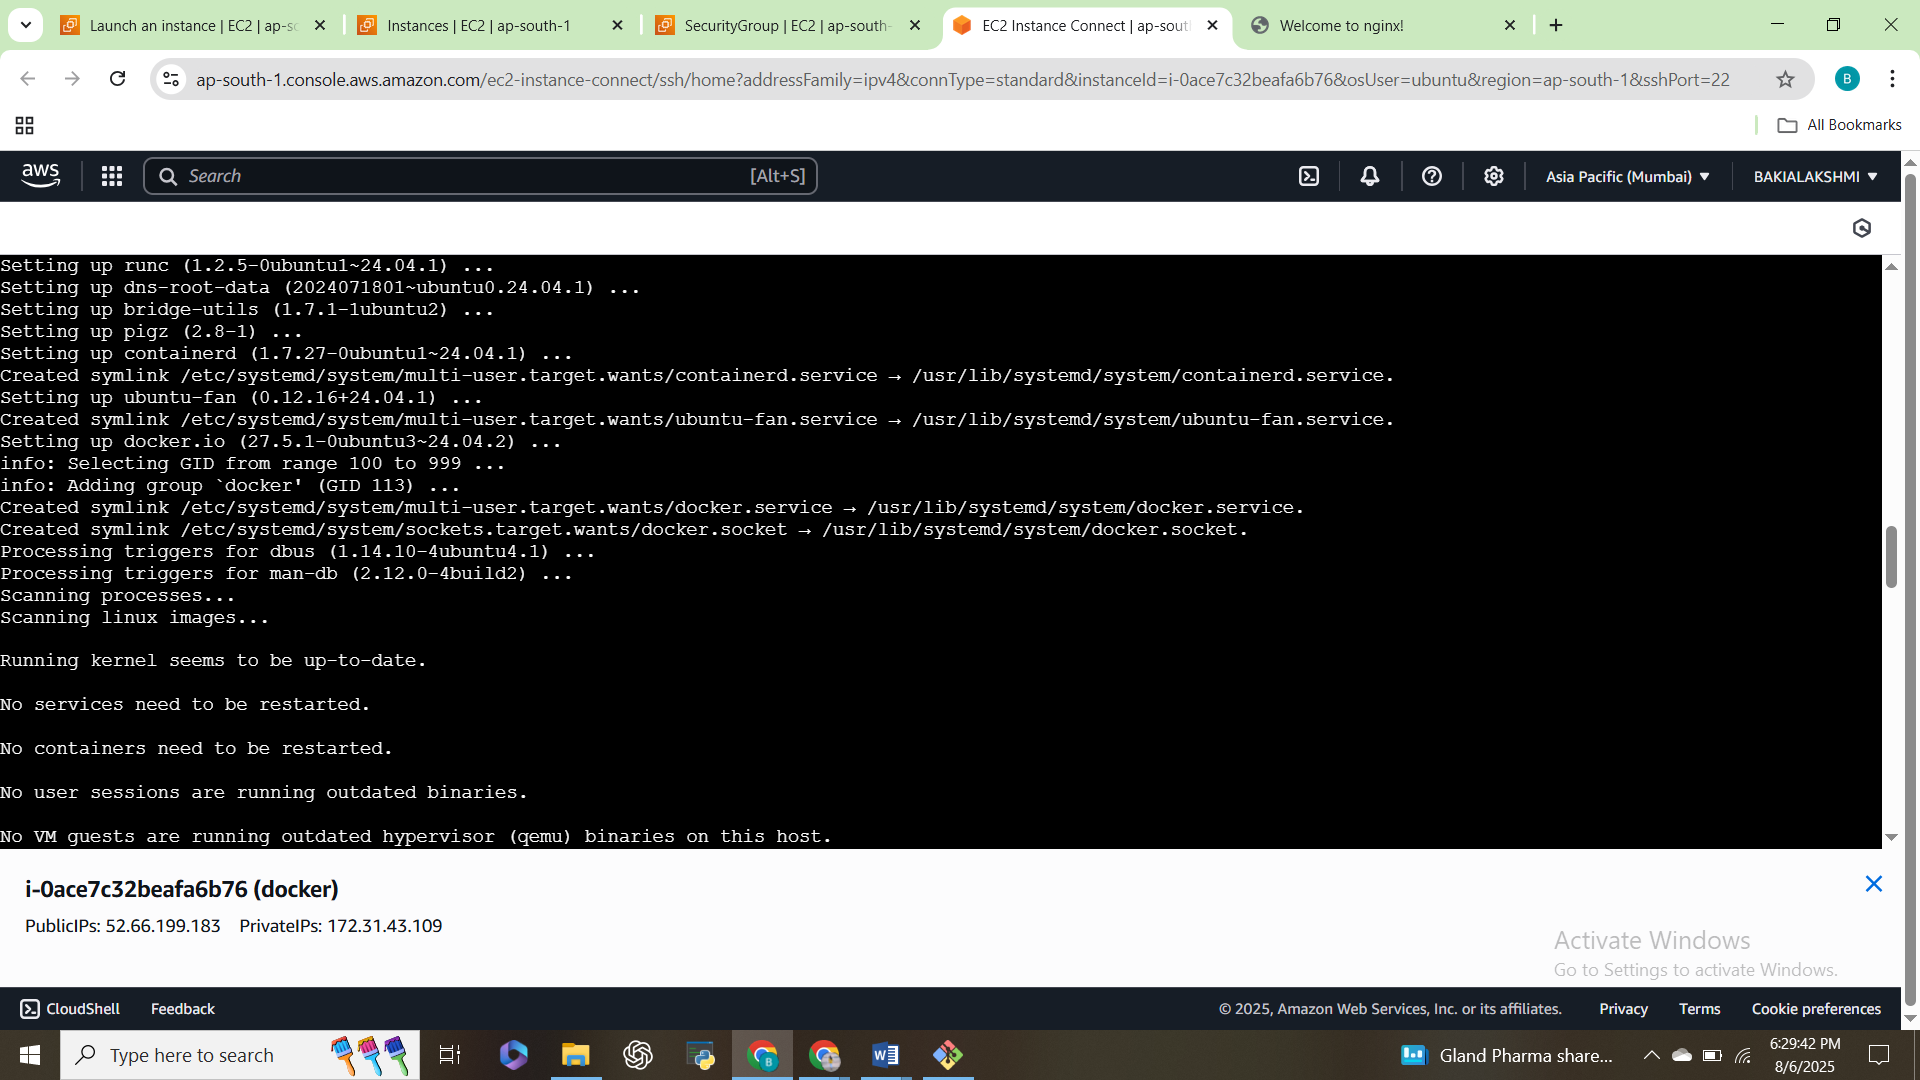 Launch an instance | EC2 | ap-sc
Instances | EC2 | ap-south-1
SecurityGroup | EC2 | ap-south-
EC2 Instance Connect | ap-sout
Welcome to nginx!
ap-south-1.console.aws.amazon.com/ec2-instance-connect/ssh/home?addressFamily=ipv4&connType=standard&instanceId=i-0ace7c32beafa6b76&osUser=ubuntu&region=ap-south-1&sshPort=22
B
All Bookmarks
aws
Search
[Alt+S]
Asia Pacific (Mumbai)
BAKIALAKSHMI
Setting up runc (1.2.5-0ubuntu1~24.04.1) ...
Setting up dns-root-data (2024071801~ubuntu0.24.04.1) ...
Setting up bridge-utils (1.7.1-1ubuntu2) ...
Setting up pigz (2.8-1) ...
Setting up containerd (1.7.27-0ubuntu1~24.04.1) ...
Created symlink /etc/systemd/system/multi-user.target.wants/containerd.service → /usr/lib/systemd/system/containerd.service.
Setting up ubuntu-fan (0.12.16+24.04.1) ...
Created symlink /etc/systemd/system/multi-user.target.wants/ubuntu-fan.service → /usr/lib/systemd/system/ubuntu-fan.service.
Setting up docker.io (27.5.1-0ubuntu3~24.04.2) ...
info: Selecting GID from range 100 to 999 ...
info: Adding group `docker' (GID 113) ...
Created symlink /etc/systemd/system/multi-user.target.wants/docker.service → /usr/lib/systemd/system/docker.service.
Created symlink /etc/systemd/system/sockets.target.wants/docker.socket → /usr/lib/systemd/system/docker.socket.
Processing triggers for dbus (1.14.10-4ubuntu4.1) ...
Processing triggers for man-db (2.12.0-4build2) ...
Scanning processes...
Scanning linux images...
Running kernel seems to be up-to-date.
No services need to be restarted.
No containers need to be restarted.
No user sessions are running outdated binaries.
No VM guests are running outdated hypervisor (qemu) binaries on this host.
i-0ace7c32beafa6b76 (docker)
PublicIPs: 52.66.199.183 PrivateIPs: 172.31.43.109
Activate Windows
Go to Settings to activate Windows.
CloudShell
Feedback
© 2025, Amazon Web Services, Inc. or its affiliates.
Privacy
Terms
Cookie preferences
Type here to search
Gland Pharma share...
6:29:42 PM
8/6/2025